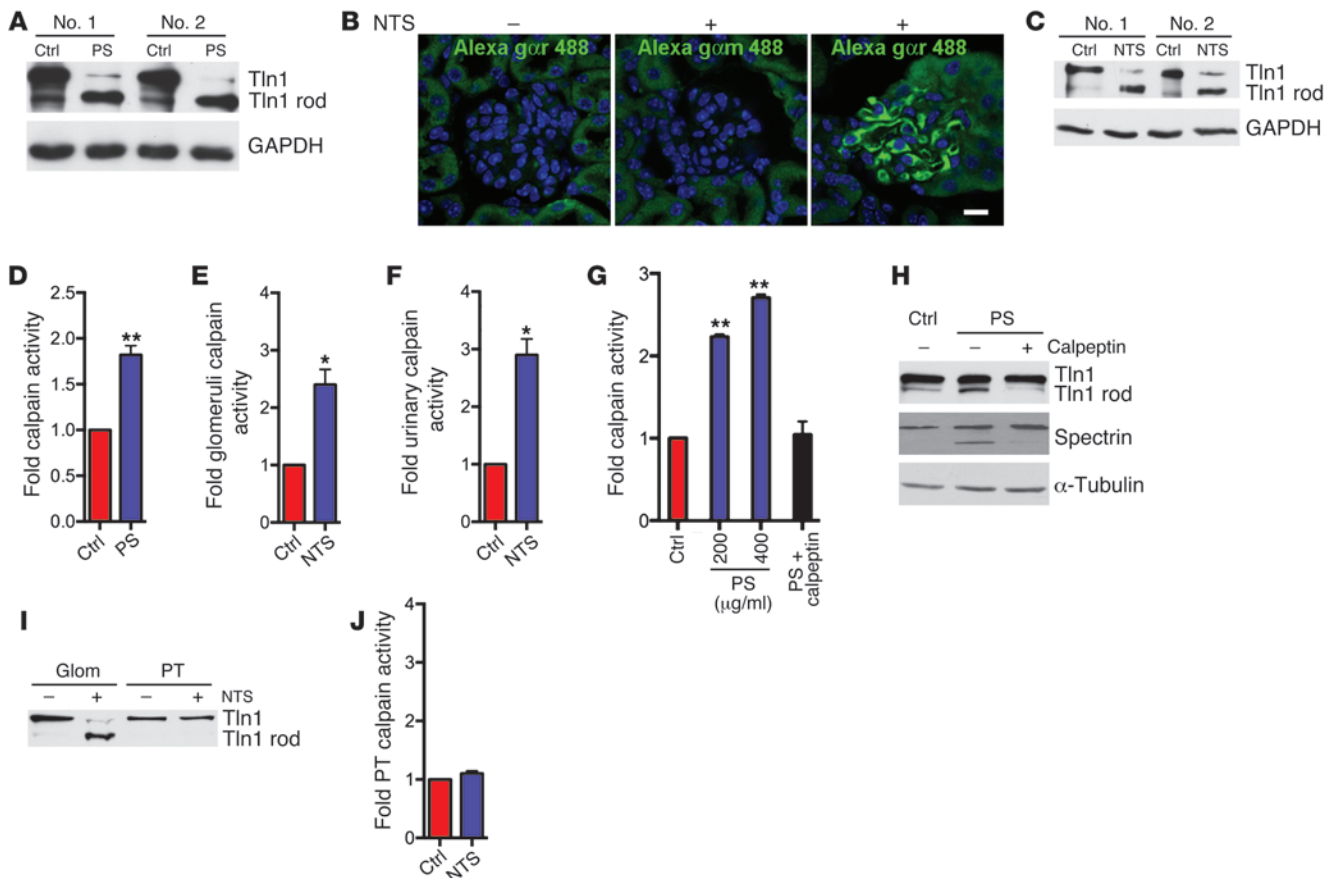 A
No. 1 No. 2
Ctrl PS Ctrl PS
Tln1
Tln1 rod
GAPDH
B
NTS − + +
Alexa gαr 488 Alexa gαm 488 Alexa gαr 488
C
No. 1 No. 2
Ctrl NTS Ctrl NTS
Tln1
Tln1 rod
GAPDH
D
Fold calpain activity
2.5
2.0
1.5
1.0
0.5
0.0
**
Ctrl PS
E
Fold glomeruli calpain
activity
4
3
2
1
0
*
Ctrl NTS
F
Fold urinary calpain
activity
4
3
2
1
0
*
Ctrl NTS
G
Fold calpain activity
3
2
1
0
** **
Ctrl 200 400 PS +
calpeptin
PS
(μg/ml)
H
Ctrl PS
− − + Calpeptin
Tln1
Tln1 rod
Spectrin
α-Tubulin
I
Glom PT
− + − + NTS
Tln1
Tln1 rod
J
Fold PT calpain activity
4
3
2
1
0
Ctrl NTS